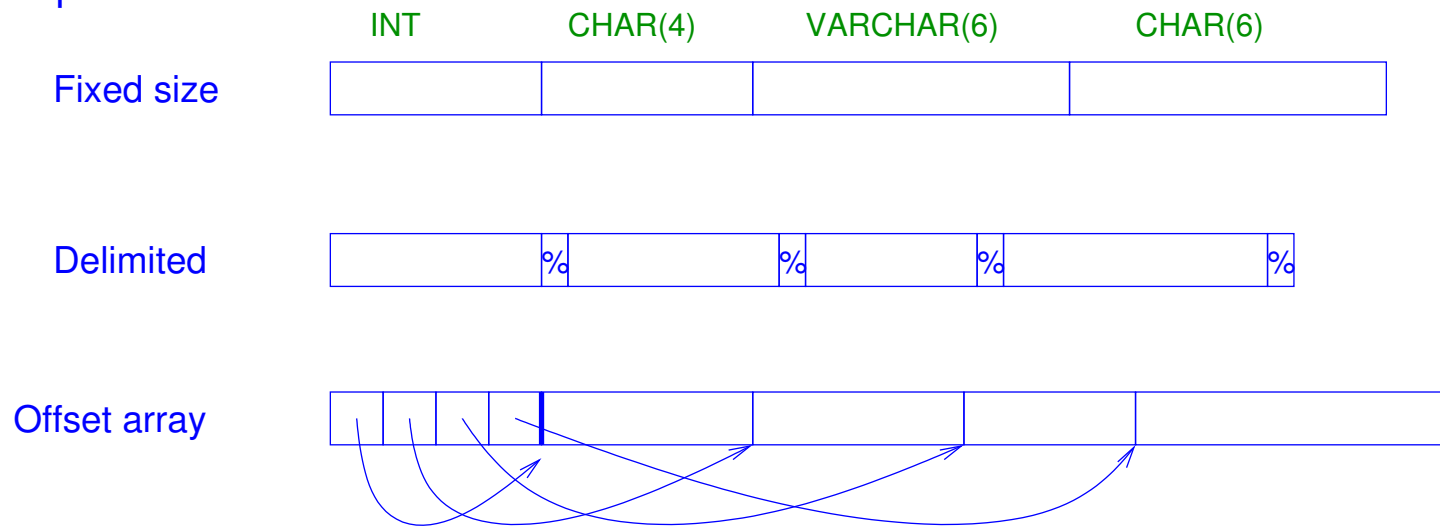 INT CHAR(4) VARCHAR(6) CHAR(6)
Fixed size
Delimited % % % %
Offset array